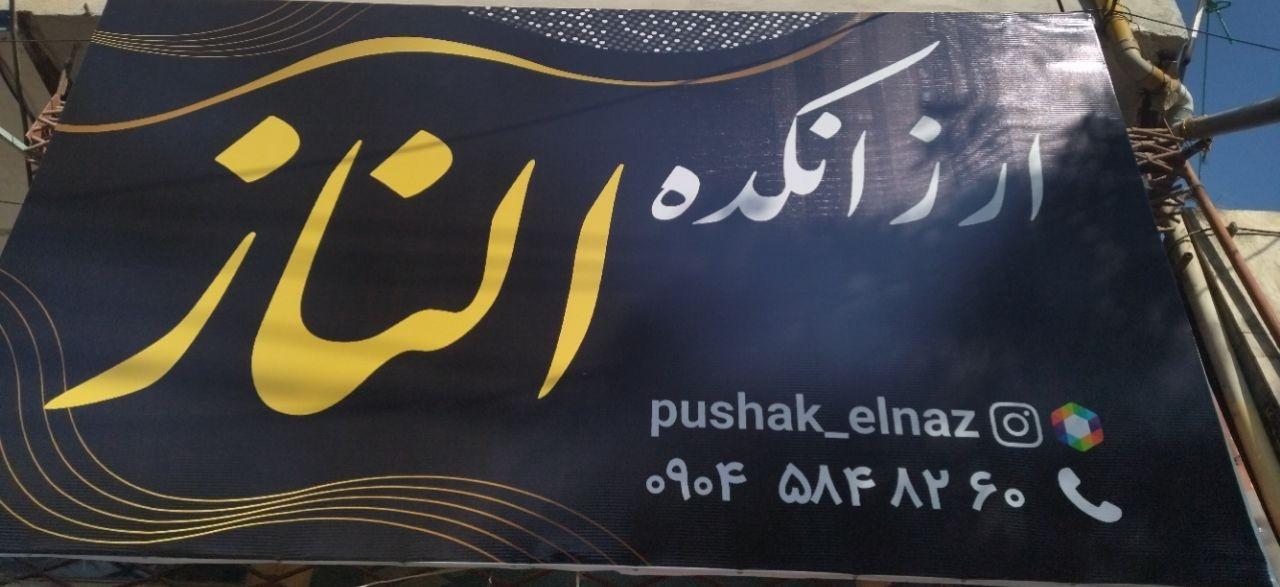 ارزانکده
الناز
pushak_elnaz
۰۹۰۴ ۵۸۴ ۸۲ ۶۰